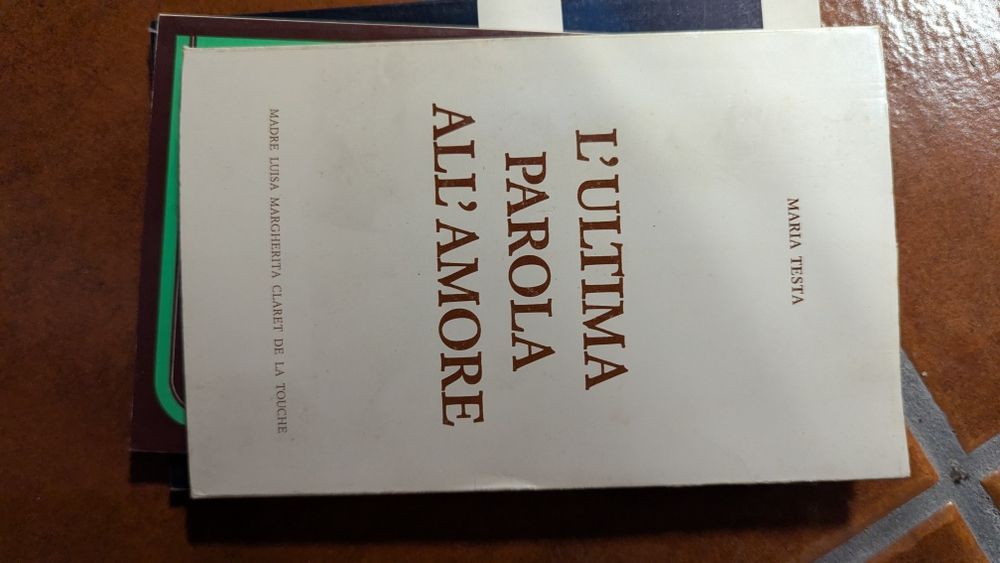 MARIA TESTA
L'ULTIMA
PAROLA
ALL'AMORE
MADRE LUISA MARGHERITA CLARET DE LA TOUCHE